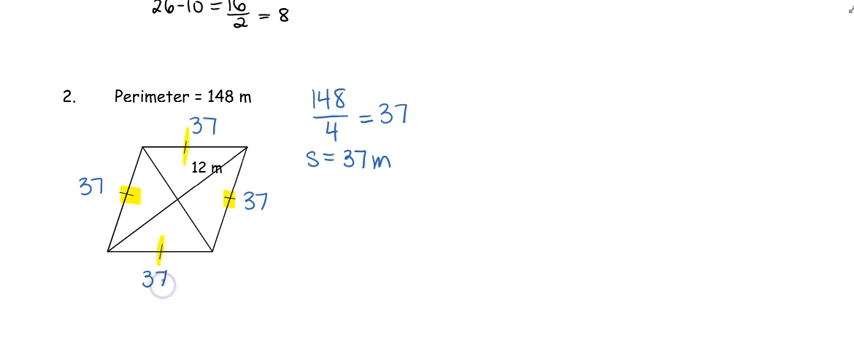 26-10 = 16/2 = 8
2. Perimeter = 148 m
148/4 = 37
S = 37m
37
12 m
37
37
37